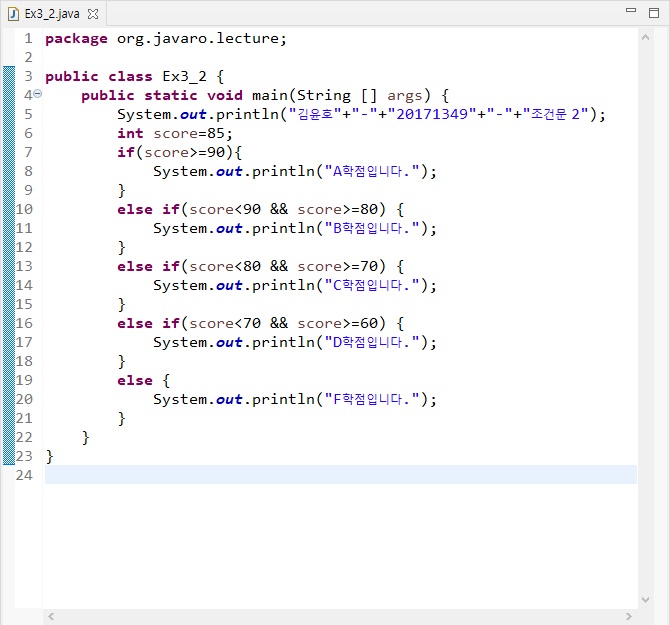 Ex3_2.java
1 package org.javaro.lecture;
2
3 public class Ex3_2 {
4 public static void main(String [] args) {
5 System.out.println("김윤호"+"-"+"20171349"+"-"+"조건문 2");
6 int score=85;
7 if(score>=90){
8 System.out.println("A학점입니다.");
9 }
10 else if(score<90 && score>=80) {
11 System.out.println("B학점입니다.");
12 }
13 else if(score<80 && score>=70) {
14 System.out.println("C학점입니다.");
15 }
16 else if(score<70 && score>=60) {
17 System.out.println("D학점입니다.");
18 }
19 else {
20 System.out.println("F학점입니다.");
21 }
22 }
23 }
24